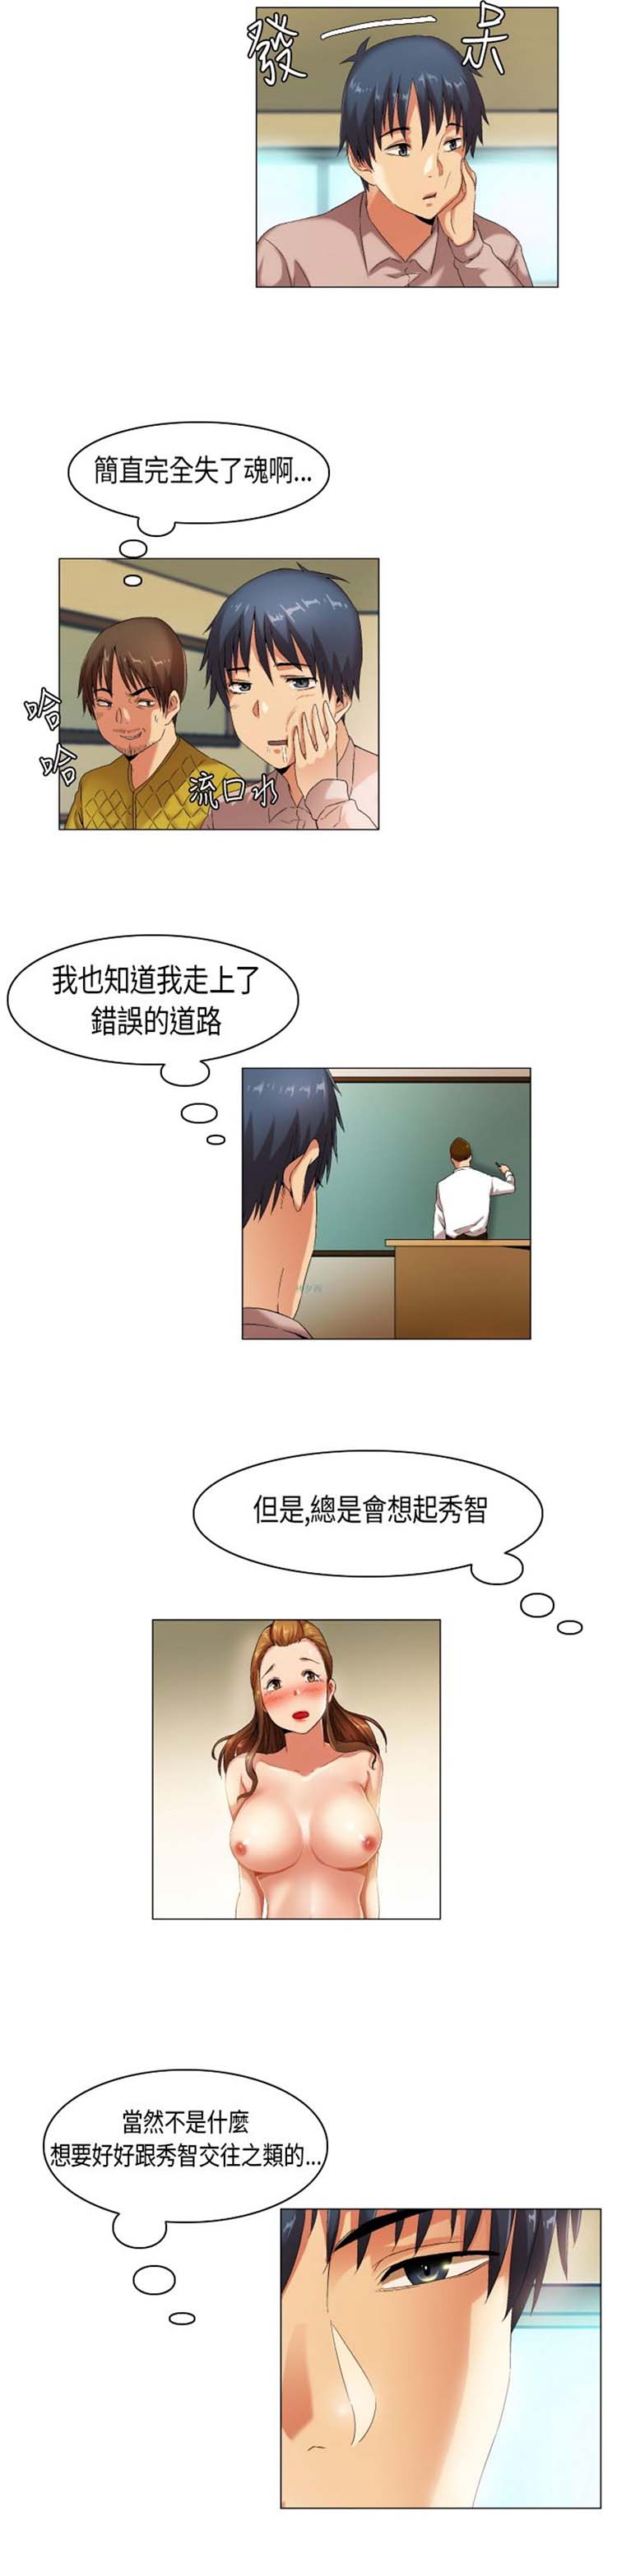 發一呆
簡直完全失了魂啊...
哈
哈
流口水
我也知道我走上了
錯誤的道路
但是,總是會想起秀智
當然不是什麼
想要好好跟秀智交往之類的...